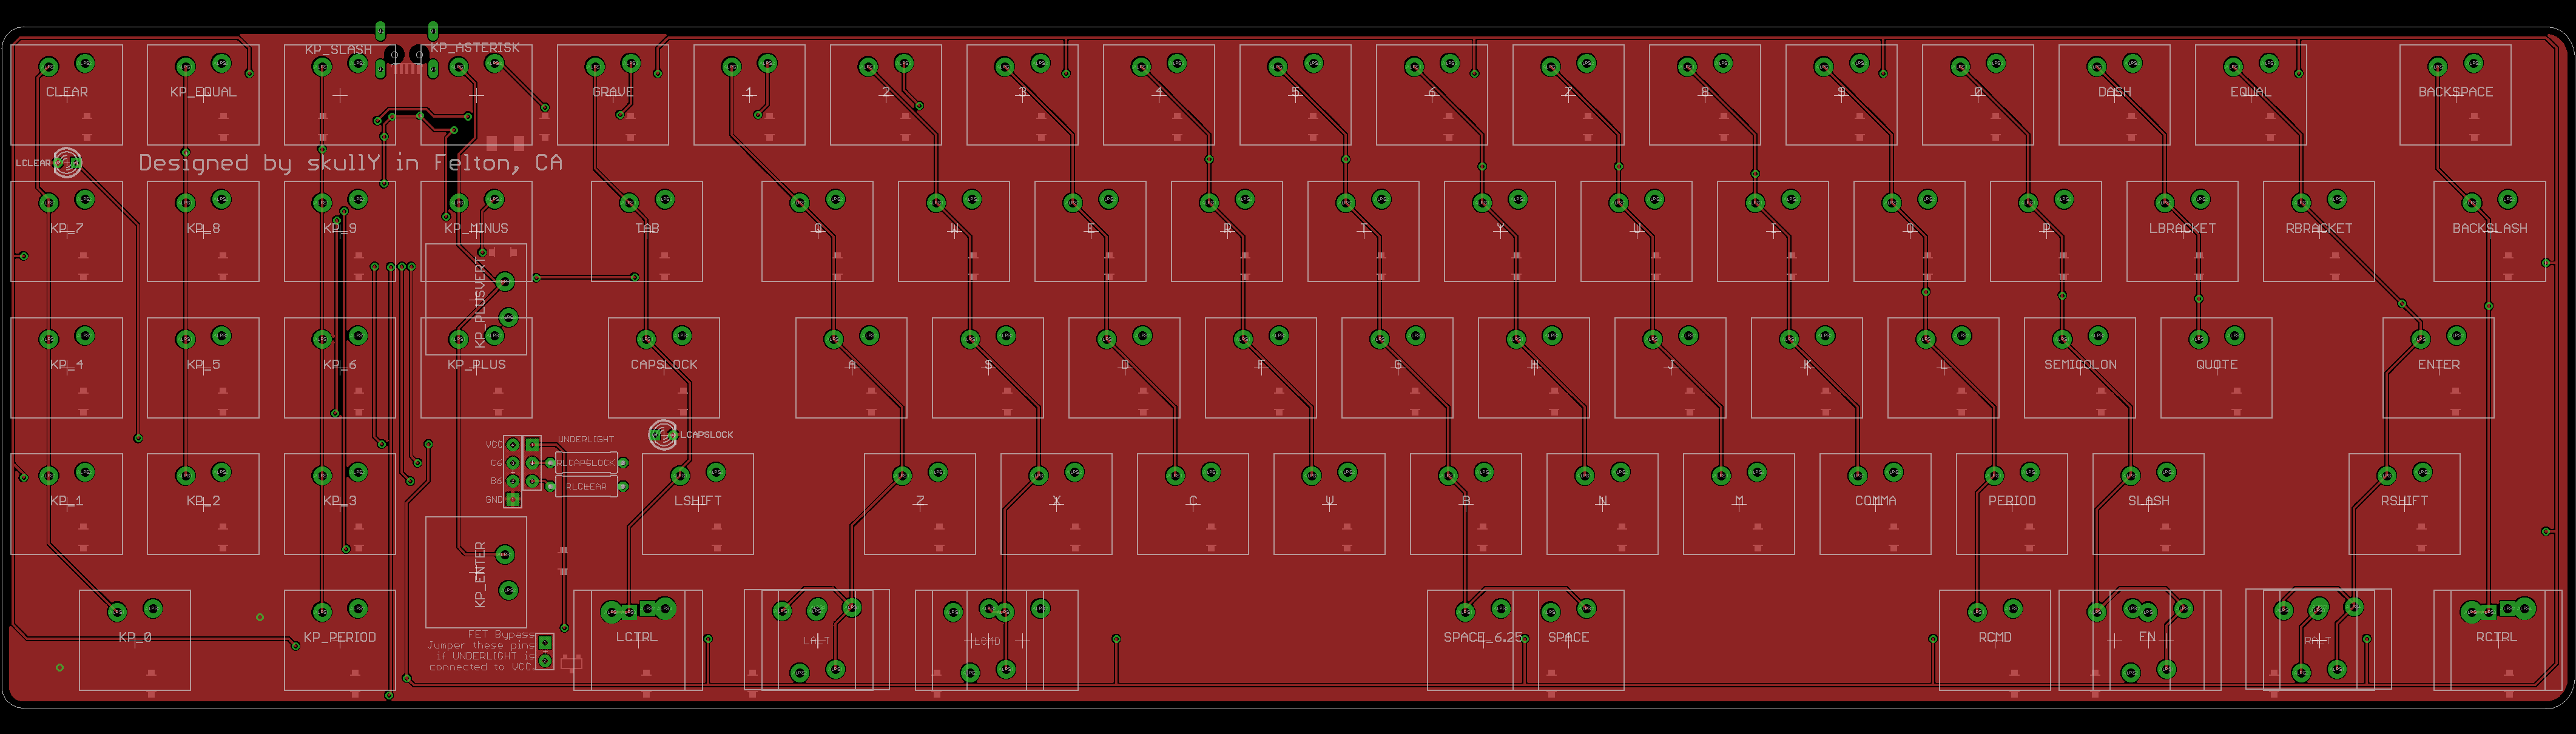 KP_SLASH KP_ASTERISK
CLEAR KP_EQUAL GRAVE 1 2 3 4 5 6 7 8 9 0 DASH EQUAL BACKSPACE
LCLEAR Designed by skullY in Felton, CA
KP_7 KP_8 KP_9 KP_MINUS TAB Q W E R T Y U I O P LBRACKET RBRACKET BACKSLASH
KP_PLUSVERT
KP_4 KP_5 KP_6 KP_PLUS CAPSLOCK A S D F G H J K L SEMICOLON QUOTE ENTER
LCAPSLOCK
VCC UNDERLIGHT
C6 RLCAPSLOCK
B6 RLCLEAR
GND
KP_1 KP_2 KP_3 LSHIFT Z X C V B N M COMMA PERIOD SLASH RSHIFT
KP_ENTER
KP_0 KP_PERIOD LCTRL LALT LCMD SPACE_6.25 SPACE RCMD FN RALT RCTRL
FET Bypass
Jumper these pins
if UNDERLIGHT is
connected to VCC.